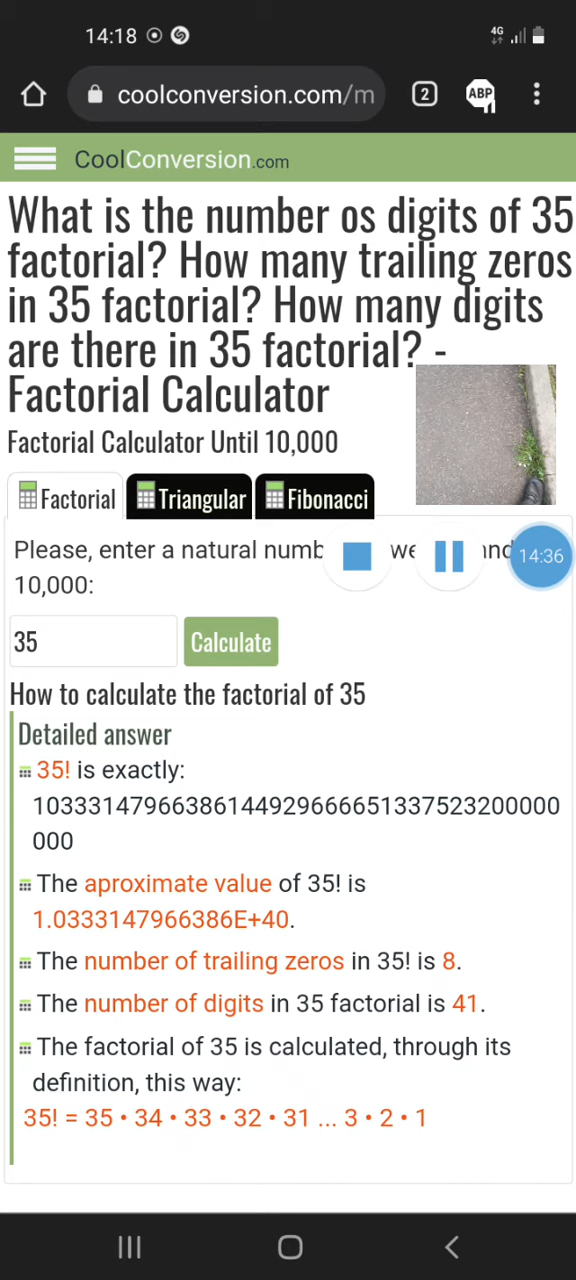 14:18
4G
coolconversion.com/m
2
ABP
CoolConversion.com
What is the number os digits of 35
factorial? How many trailing zeros
in 35 factorial? How many digits
are there in 35 factorial? -
Factorial Calculator
Factorial Calculator Until 10,000
Factorial Triangular Fibonacci
Please, enter a natural numb we nd
14:36
10,000:
35
Calculate
How to calculate the factorial of 35
Detailed answer
35! is exactly:
10333147966386144929666651337523200000
000
The aproximate value of 35! is
1.0333147966386E+40.
The number of trailing zeros in 35! is 8.
The number of digits in 35 factorial is 41.
The factorial of 35 is calculated, through its
definition, this way:
35! = 35 • 34 • 33 • 32 • 31 ... 3 • 2 • 1